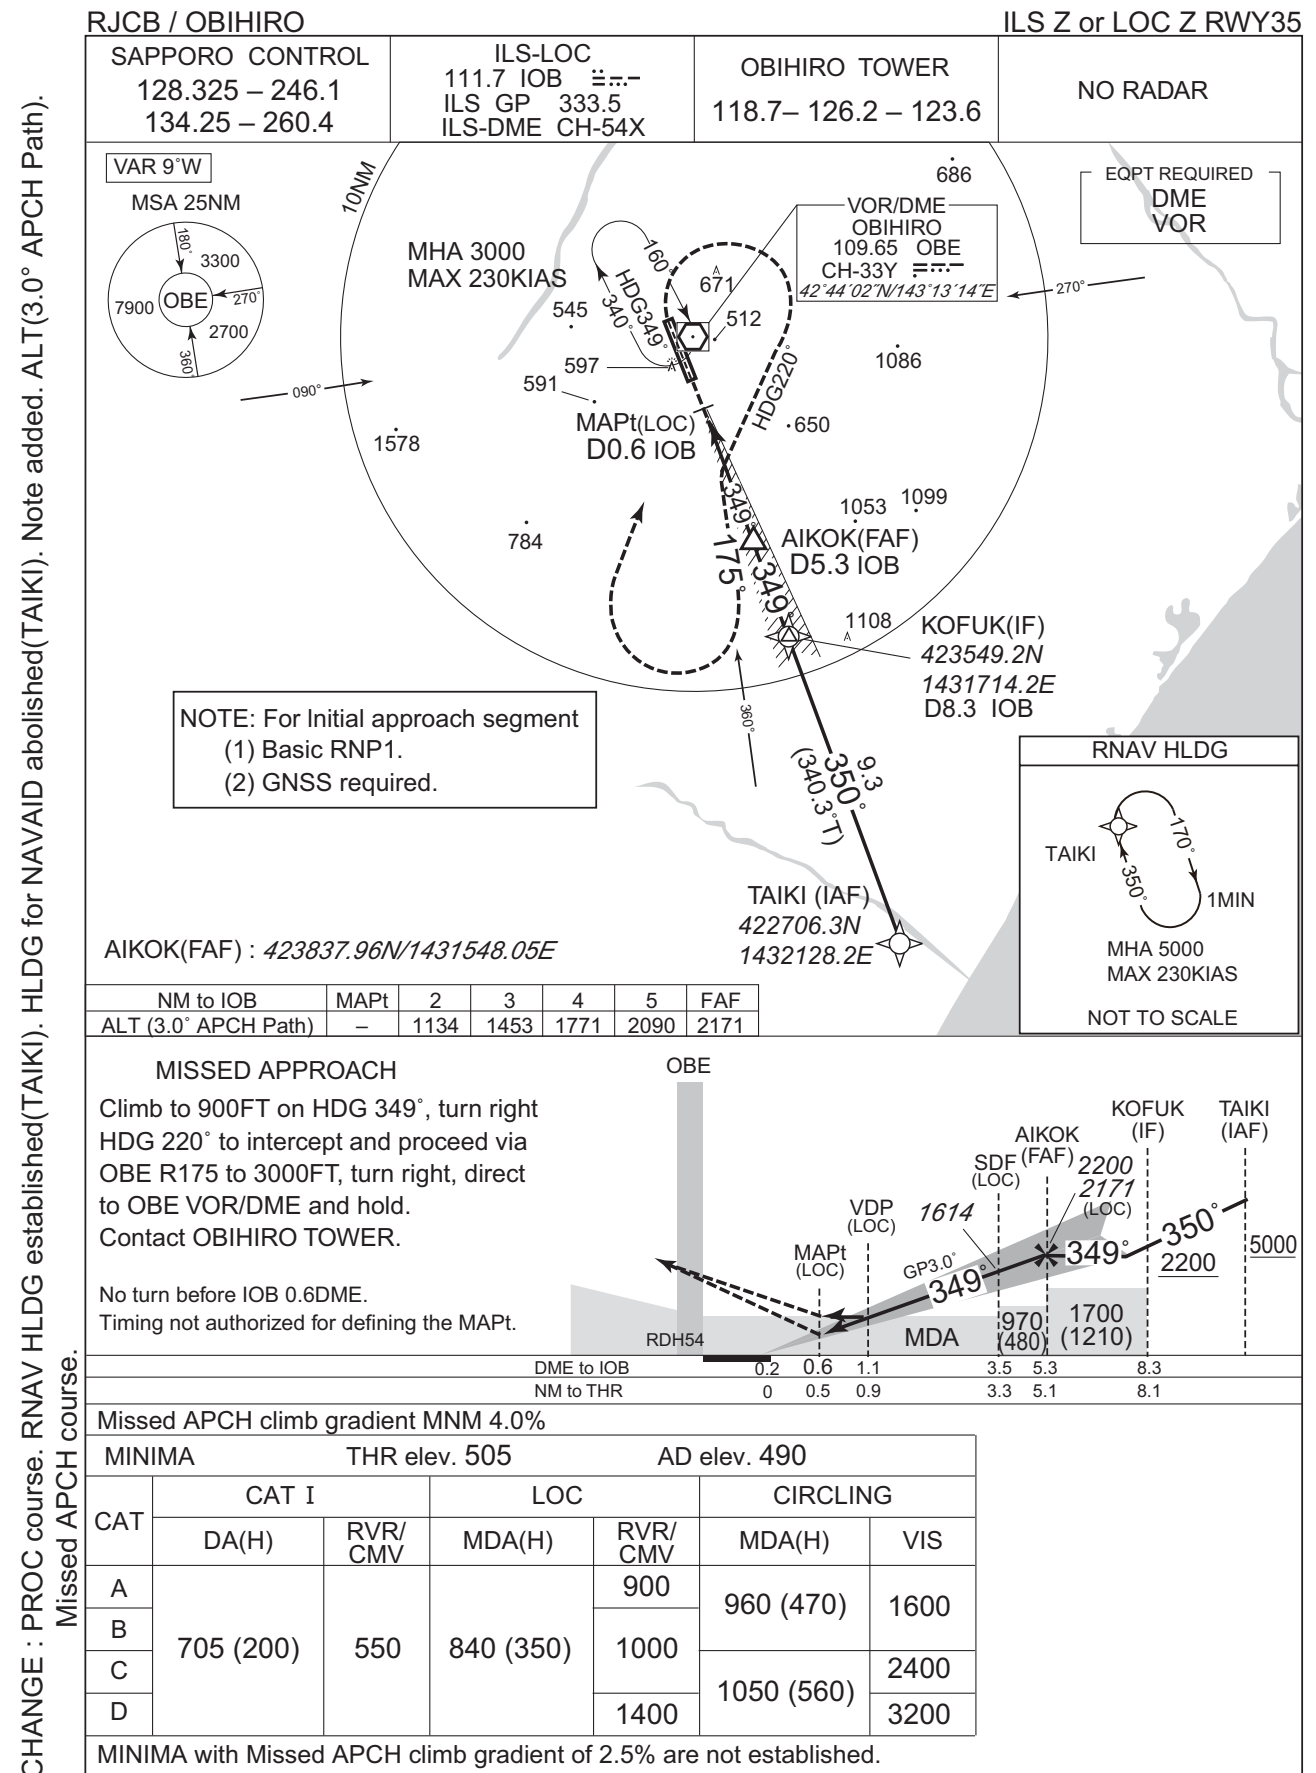 RJCB / OBIHIRO
ILS Z or LOC Z RWY35
SAPPORO CONTROL
128.325 – 246.1
134.25 – 260.4
ILS-LOC
111.7 IOB
ILS GP 333.5
ILS-DME CH-54X
OBIHIRO TOWER
118.7– 126.2 – 123.6
NO RADAR
VAR 9˚W
MSA 25NM
180˚
3300
7900
OBE
270˚
2700
360˚
090˚
10NM
MHA 3000
MAX 230KIAS
160˚
HDG349˚
340˚
671
686
VOR/DME
OBIHIRO
109.65 OBE
CH-33Y
42˚44´02˝N/143˚13´14˝E
EQPT REQUIRED
DME
VOR
270˚
545
512
597
591
1086
HDG220˚
650
MAPt(LOC)
D0.6 IOB
1578
349˚
1053
1099
784
AIKOK(FAF)
D5.3 IOB
175˚
349˚
1108
KOFUK(IF)
423549.2N
1431714.2E
D8.3 IOB
NOTE: For Initial approach segment
(1) Basic RNP1.
(2) GNSS required.
360˚
9.3
350˚
(340.3˚T)
RNAV HLDG
TAIKI
170˚
350˚
1MIN
MHA 5000
MAX 230KIAS
NOT TO SCALE
TAIKI (IAF)
422706.3N
1432128.2E
AIKOK(FAF) : 423837.96N/1431548.05E
NM to IOB MAPt 2 3 4 5 FAF
ALT (3.0˚ APCH Path) – 1134 1453 1771 2090 2171
MISSED APPROACH
Climb to 900FT on HDG 349˚, turn right
HDG 220˚ to intercept and proceed via
OBE R175 to 3000FT, turn right, direct
to OBE VOR/DME and hold.
Contact OBIHIRO TOWER.
No turn before IOB 0.6DME.
Timing not authorized for defining the MAPt.
OBE
KOFUK
(IF)
TAIKI
(IAF)
AIKOK
(FAF)
SDF
(LOC)
2200
2171
(LOC)
VDP
(LOC)
1614
MAPt
(LOC)
GP3.0˚
349˚
349˚
350˚
2200
5000
RDH54
MDA
970
(480)
1700
(1210)
DME to IOB 0.2 0.6 1.1 3.5 5.3 8.3
NM to THR 0 0.5 0.9 3.3 5.1 8.1
Missed APCH climb gradient MNM 4.0%
MINIMA THR elev. 505 AD elev. 490
CAT
CAT I LOC CIRCLING
DA(H) RVR/CMV MDA(H) RVR/CMV MDA(H) VIS
A
B
C
D
705 (200)
550
840 (350)
900
1000
1400
960 (470)
1050 (560)
1600
2400
3200
MINIMA with Missed APCH climb gradient of 2.5% are not established.
CHANGE : PROC course. RNAV HLDG established(TAIKI). HLDG for NAVAID abolished(TAIKI). Note added. ALT(3.0° APCH Path).
Missed APCH course.